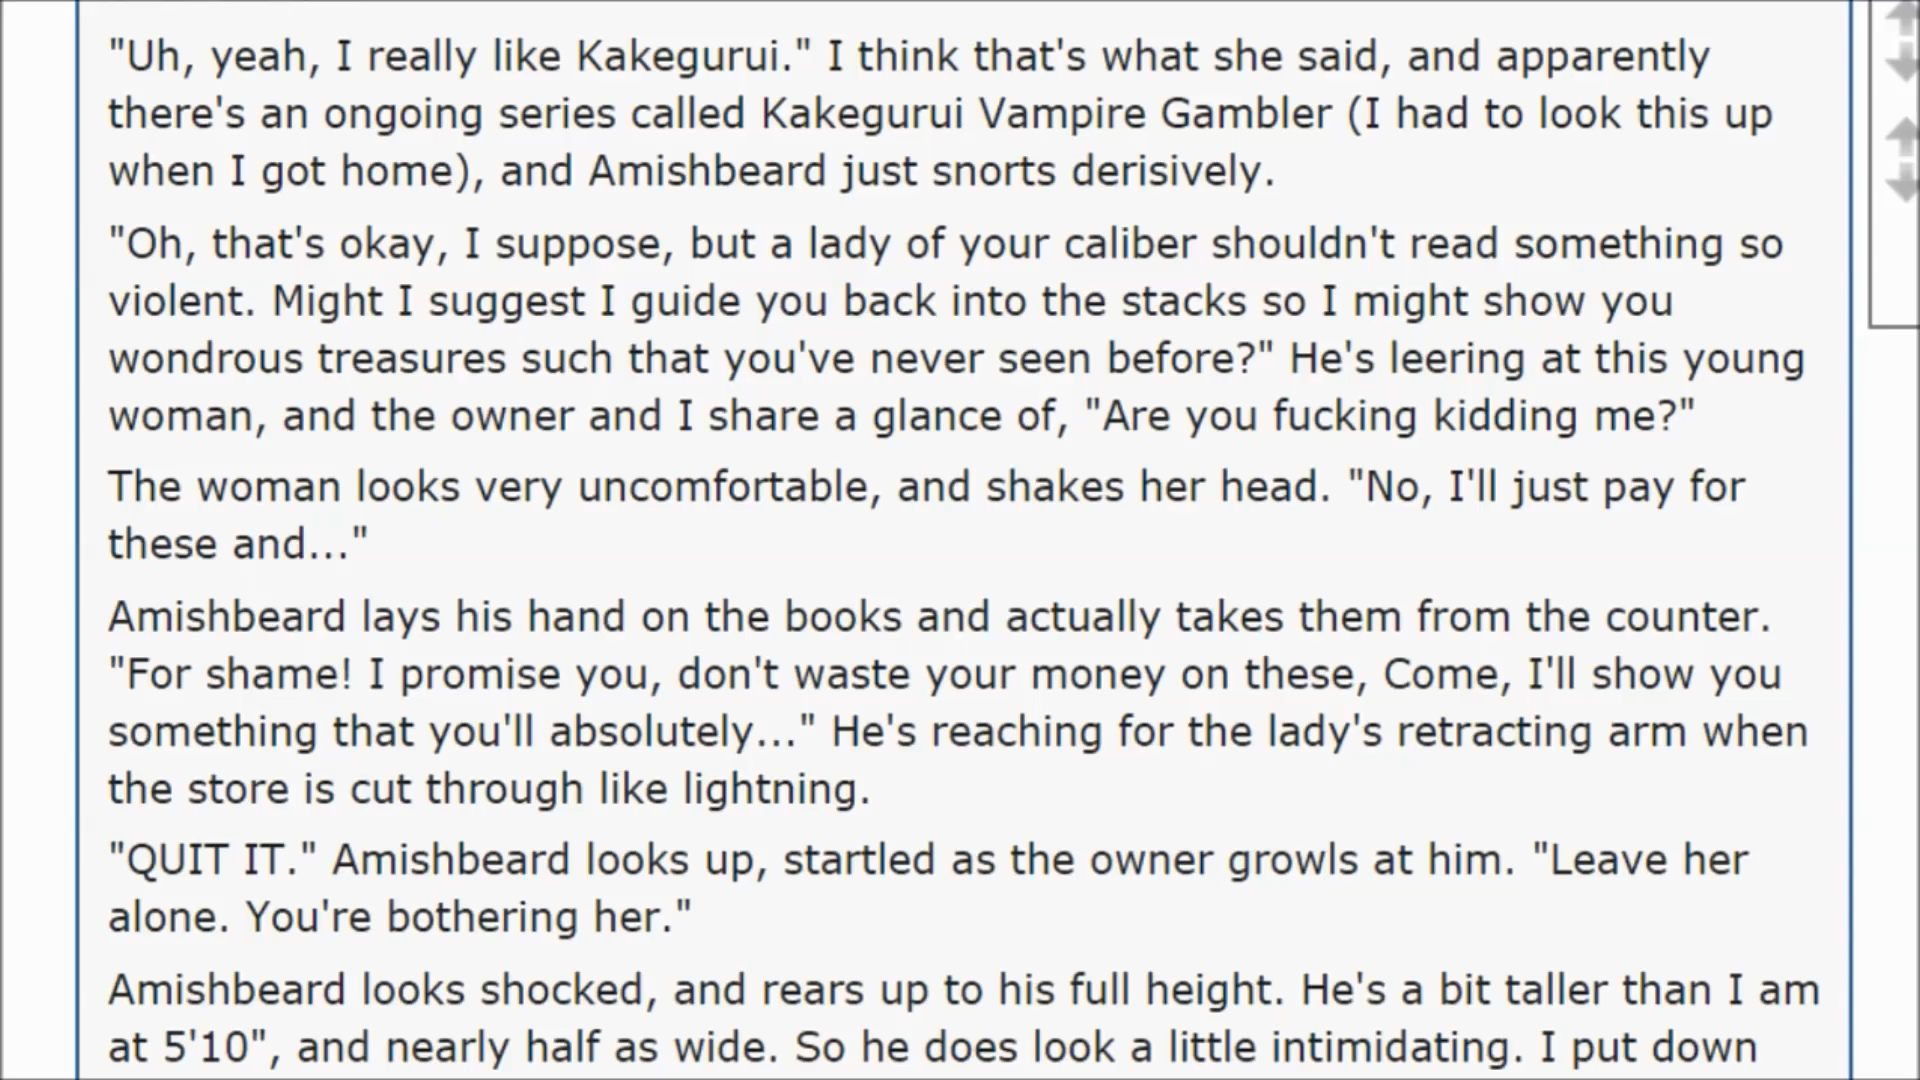 "Uh, yeah, I really like Kakegurui." I think that's what she said, and apparently
there's an ongoing series called Kakegurui Vampire Gambler (I had to look this up
when I got home), and Amishbeard just snorts derisively.
"Oh, that's okay, I suppose, but a lady of your caliber shouldn't read something so
violent. Might I suggest I guide you back into the stacks so I might show you
wondrous treasures such that you've never seen before?" He's leering at this young
woman, and the owner and I share a glance of, "Are you fucking kidding me?"
The woman looks very uncomfortable, and shakes her head. "No, I'll just pay for
these and..."
Amishbeard lays his hand on the books and actually takes them from the counter.
"For shame! I promise you, don't waste your money on these, Come, I'll show you
something that you'll absolutely..." He's reaching for the lady's retracting arm when
the store is cut through like lightning.
"QUIT IT." Amishbeard looks up, startled as the owner growls at him. "Leave her
alone. You're bothering her."
Amishbeard looks shocked, and rears up to his full height. He's a bit taller than I am
at 5'10", and nearly half as wide. So he does look a little intimidating. I put down